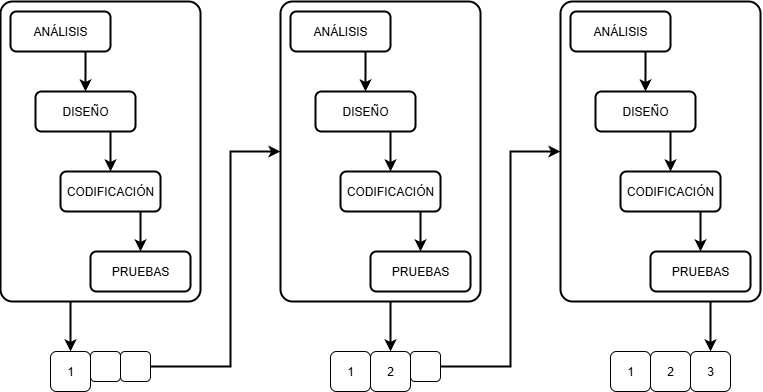 ANÁLISIS
DISEÑO
CODIFICACIÓN
PRUEBAS
1
ANÁLISIS
DISEÑO
CODIFICACIÓN
PRUEBAS
1 2
ANÁLISIS
DISEÑO
CODIFICACIÓN
PRUEBAS
1 2 3